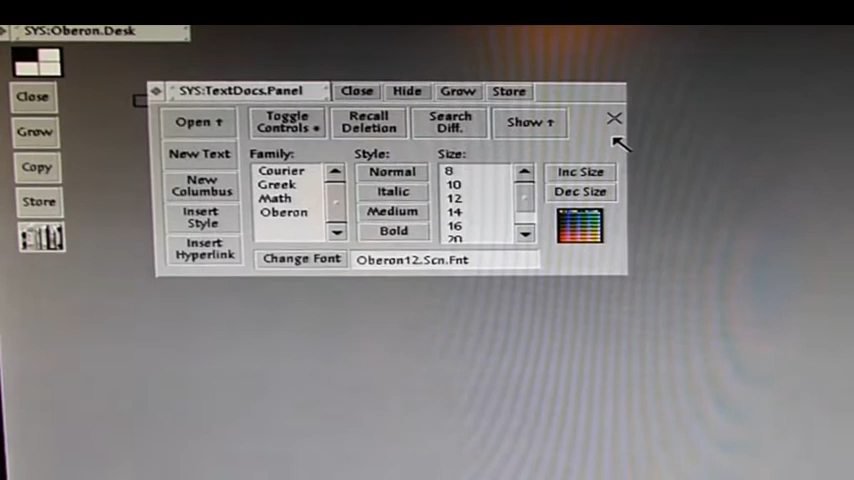 SYS:Oberon.Desk
Close
Grow
Copy
Store
SYS:TextDocs.Panel Close Hide Grow Store
Open ↑
Toggle
Controls •
Recall
Deletion
Search
Diff.
Show ↑
New Text
New
Columbus
Insert
Style
Insert
Hyperlink
Family:
Courier
Greek
Math
Oberon
Style:
Normal
Italic
Medium
Bold
Size:
8
10
12
14
16
20
Inc Size
Dec Size
Change Font
Oberon12.Scn.Fnt